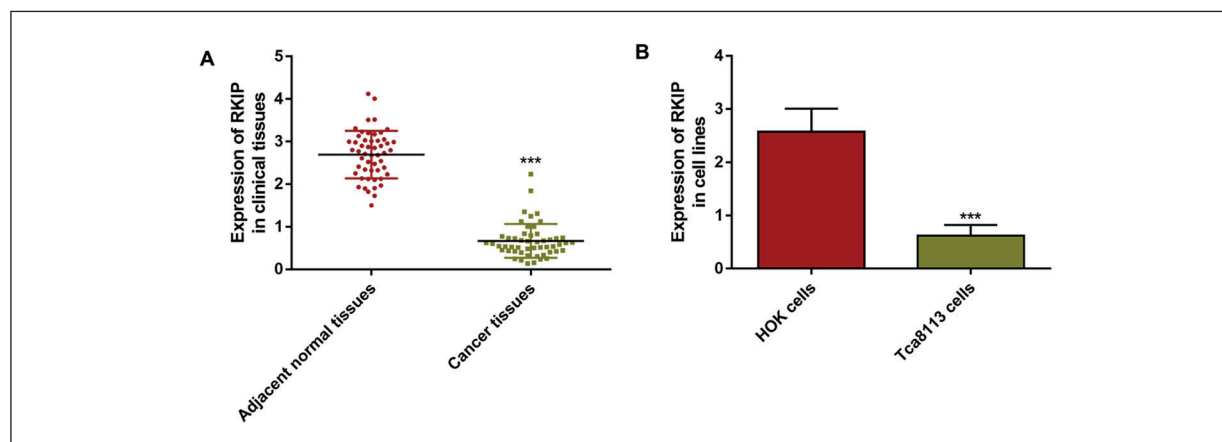 A
Expression of RKIP
in clinical tissues
5
4
3
2
1
0
***
Adjacent normal tissues
Cancer tissues
B
Expression of RKIP
in cell lines
4
3
2
1
0
***
HOK cells
Tca8113 cells